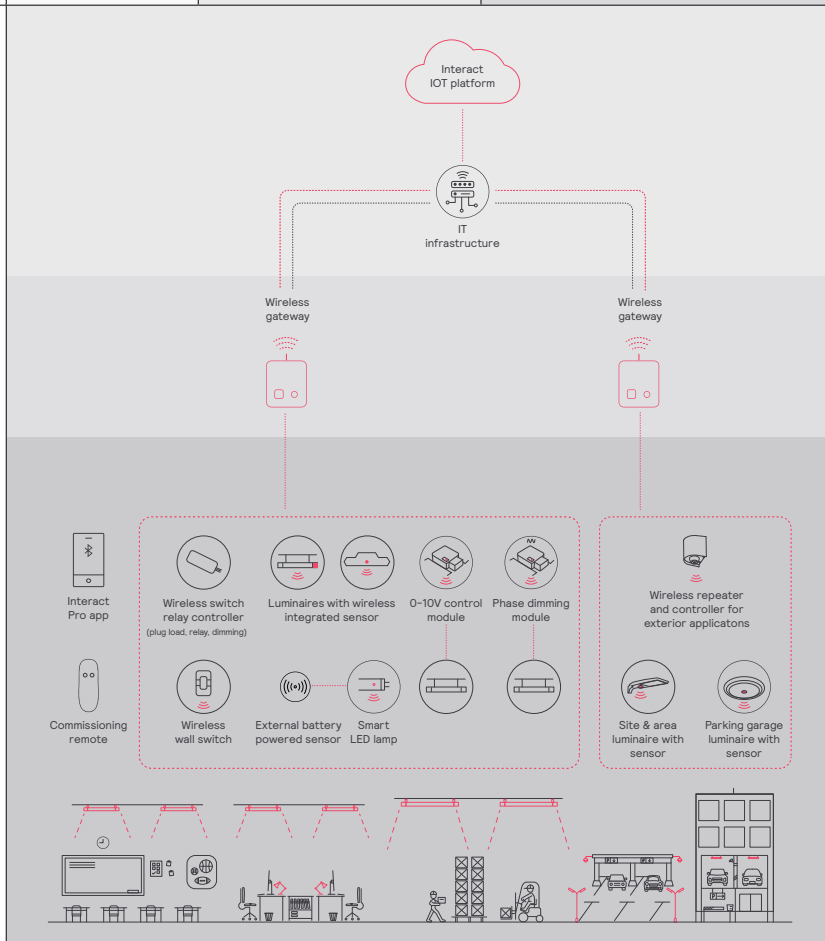 Interact
IOT platform
IT
infrastructure
Wireless
gateway
Wireless
gateway
Interact
Pro app
Wireless switch
relay controller
(plug load, relay, dimming)
Luminaires with wireless
integrated sensor
0-10V control
module
Phase dimming
module
Wireless repeater
and controller for
exterior applicatons
Commissioning
remote
Wireless
wall switch
External battery
powered sensor
Smart
LED lamp
Site & area
luminaire with
sensor
Parking garage
luminaire with
sensor